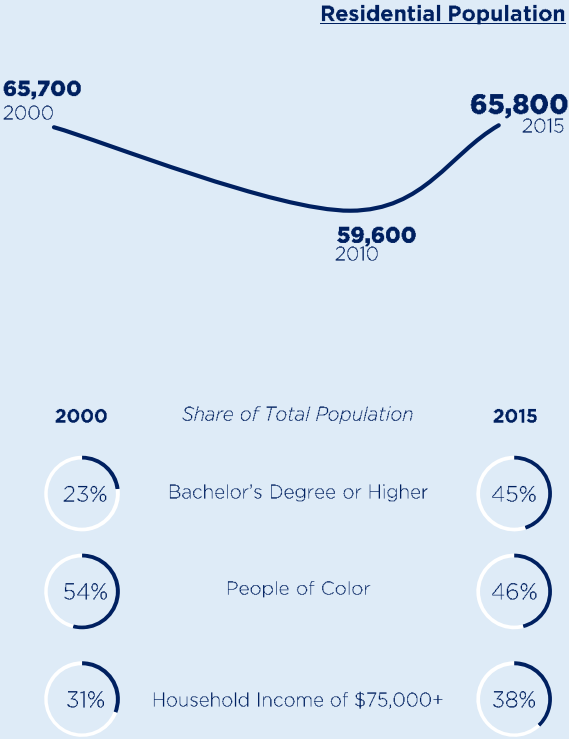 Residential Population
65,700
2000
65,800
2015
59,600
2010
2000 Share of Total Population 2015
23% Bachelor's Degree or Higher 45%
54% People of Color 46%
31% Household Income of $75,000+ 38%